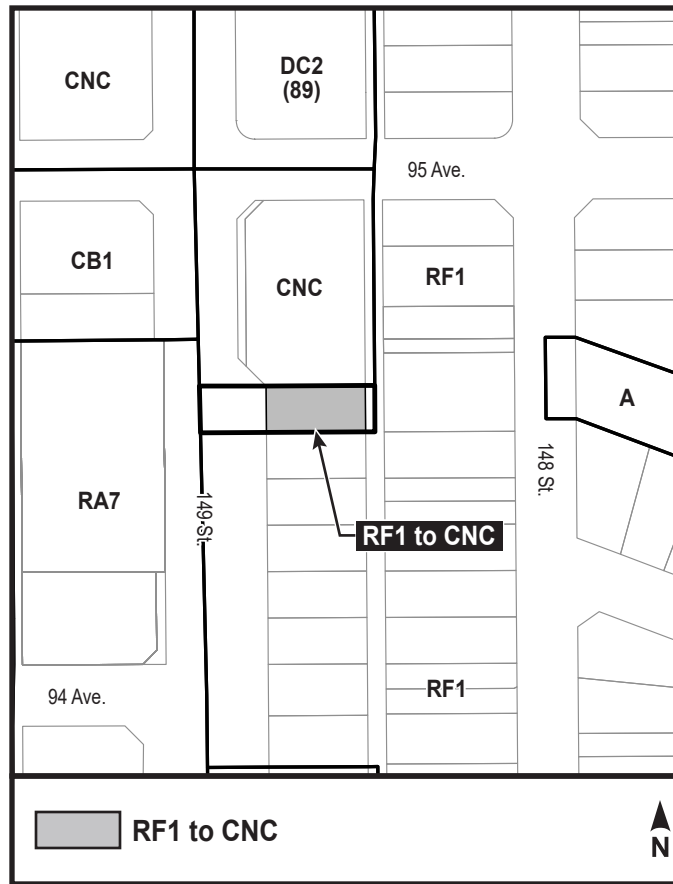 CNC
DC2
(89)
95 Ave.
CB1
CNC
RF1
A
RA7
149 St.
148 St.
RF1 to CNC
RF1
94 Ave.
RF1 to CNC
N